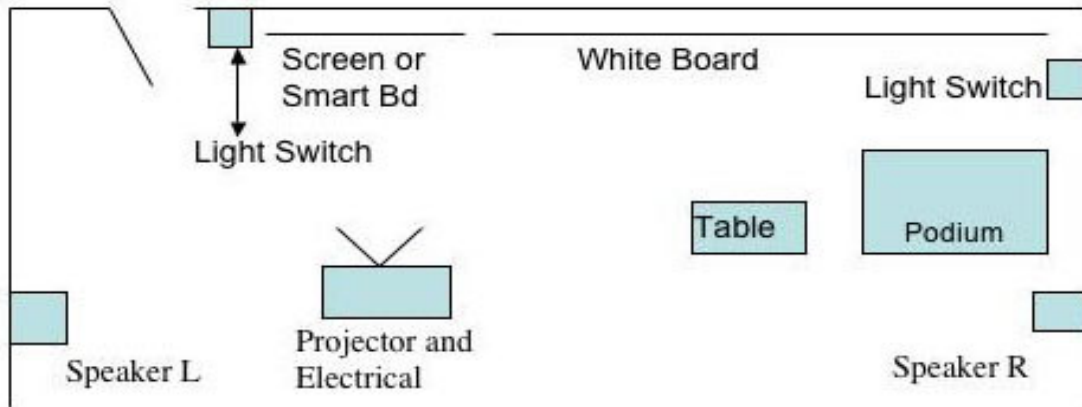 Screen or
Smart Bd
White Board
Light Switch
Light Switch
Table
Podium
Projector and
Electrical
Speaker L
Speaker R